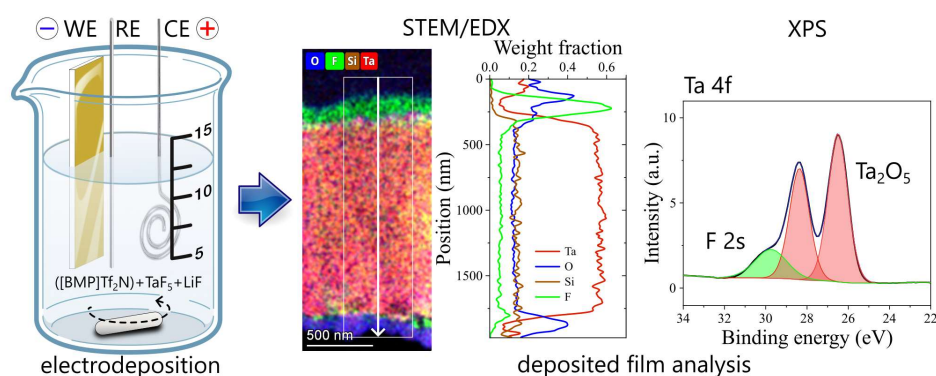 STEM/EDX
XPS
− WE RE CE +
15
10
5
([BMP]Tf₂N)+TaF₅+LiF
electrodeposition
O F Si Ta
500 nm
Weight fraction
0.0 0.2 0.4 0.6
0
500
1000
1500
Position (nm)
Ta
O
Si
F
deposited film analysis
Ta 4f
10
5
0
Intensity (a.u.)
Ta₂O₅
F 2s
34 32 30 28 26 24 22
Binding energy (eV)